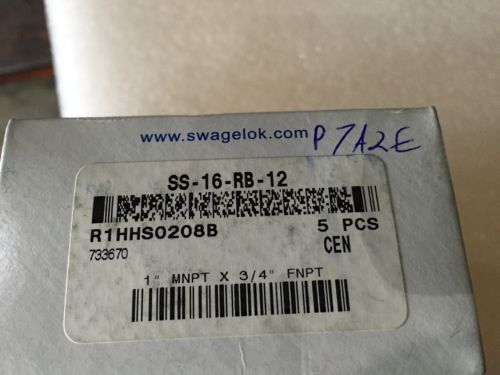 www.swagelok.com P7A2E
SS-16-RB-12
R1HHS0208B 5 PCS
733670 CEN
1" MNPT X 3/4" FNPT